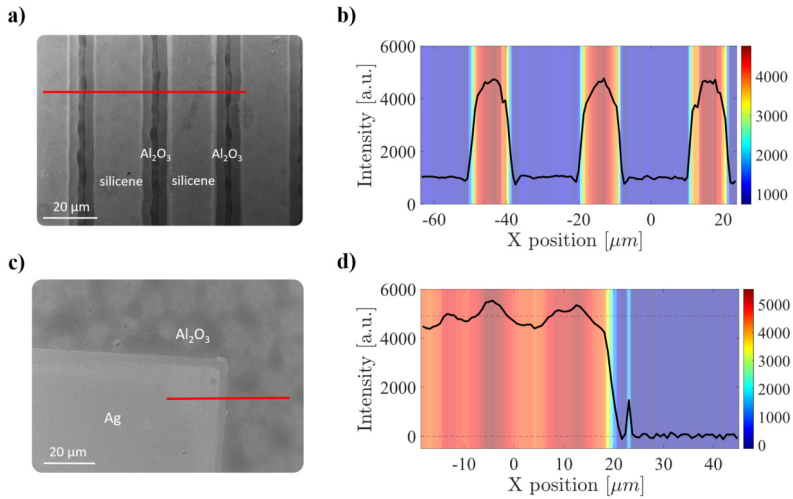 a)
Al₂O₃
Al₂O₃
silicene
silicene
20 µm
b)
6000
4000
2000
0
Intensity [a.u.]
-60
-40
-20
0
20
X position [µm]
4000
3000
2000
1000
c)
Al₂O₃
Ag
20 µm
d)
6000
4000
2000
0
Intensity [a.u.]
-10
0
10
20
30
40
X position [µm]
5000
4000
3000
2000
1000
0